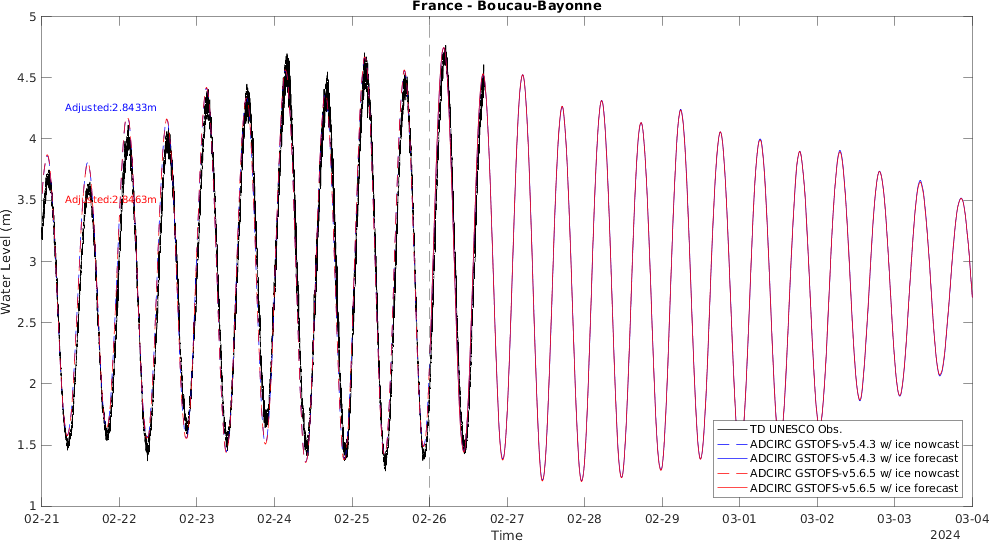 France - Boucau-Bayonne
Water Level (m)
5
4.5
4
3.5
3
2.5
2
1.5
1
Adjusted:2.8433m
Adjusted:2.8463m
TD UNESCO Obs.
ADCIRC GSTOFS-v5.4.3 w/ ice nowcast
ADCIRC GSTOFS-v5.4.3 w/ ice forecast
ADCIRC GSTOFS-v5.6.5 w/ ice nowcast
ADCIRC GSTOFS-v5.6.5 w/ ice forecast
02-21 02-22 02-23 02-24 02-25 02-26 02-27 02-28 02-29 03-01 03-02 03-03 03-04
Time
2024